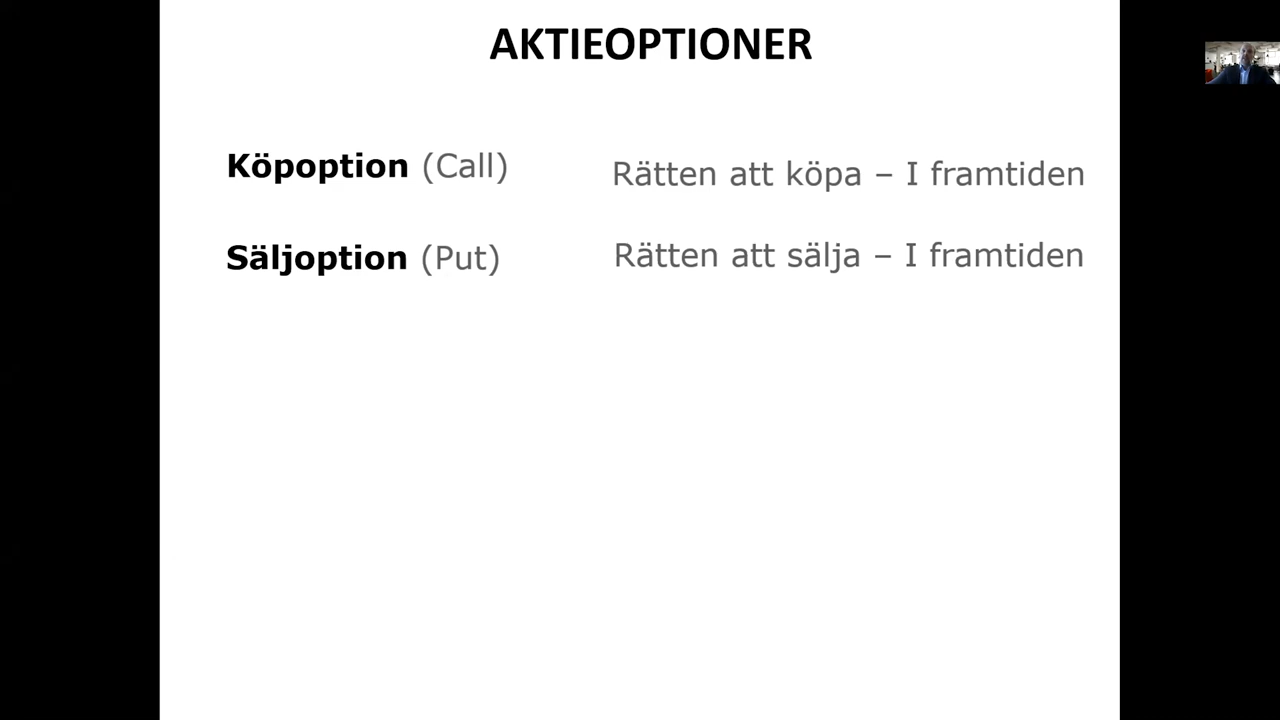 AKTIEOPTIONER
Köpoption (Call) Rätten att köpa – I framtiden
Säljoption (Put) Rätten att sälja – I framtiden